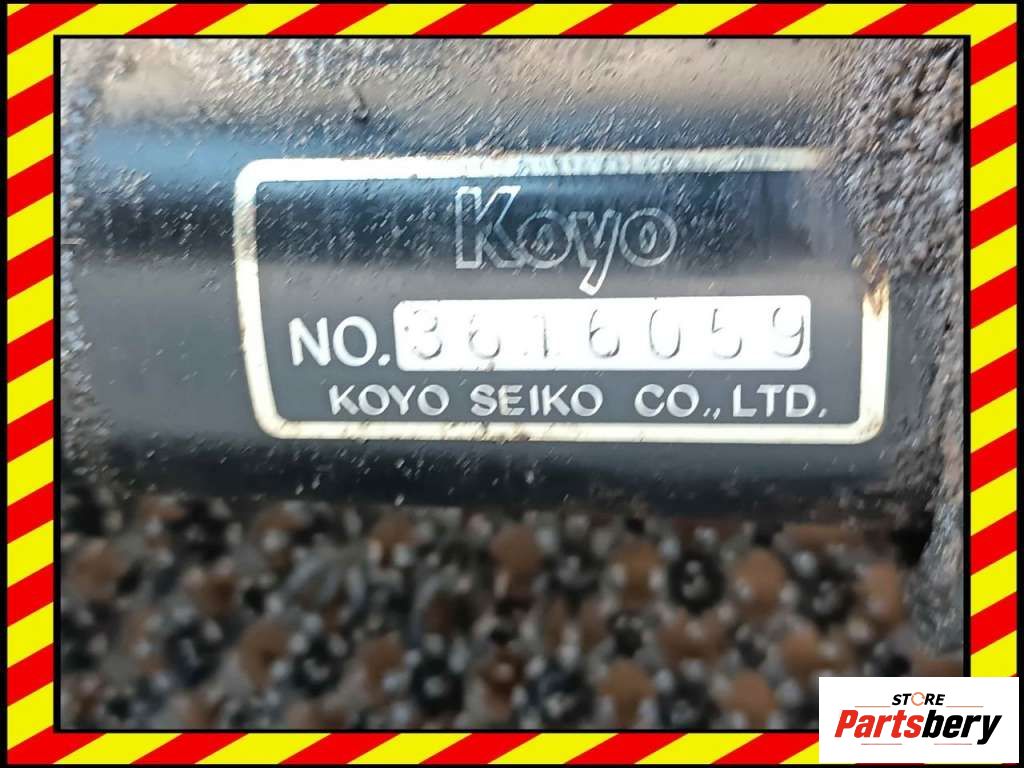 Koyo
NO. 3616059
KOYO SEIKO CO., LTD.
STORE
Partsbery